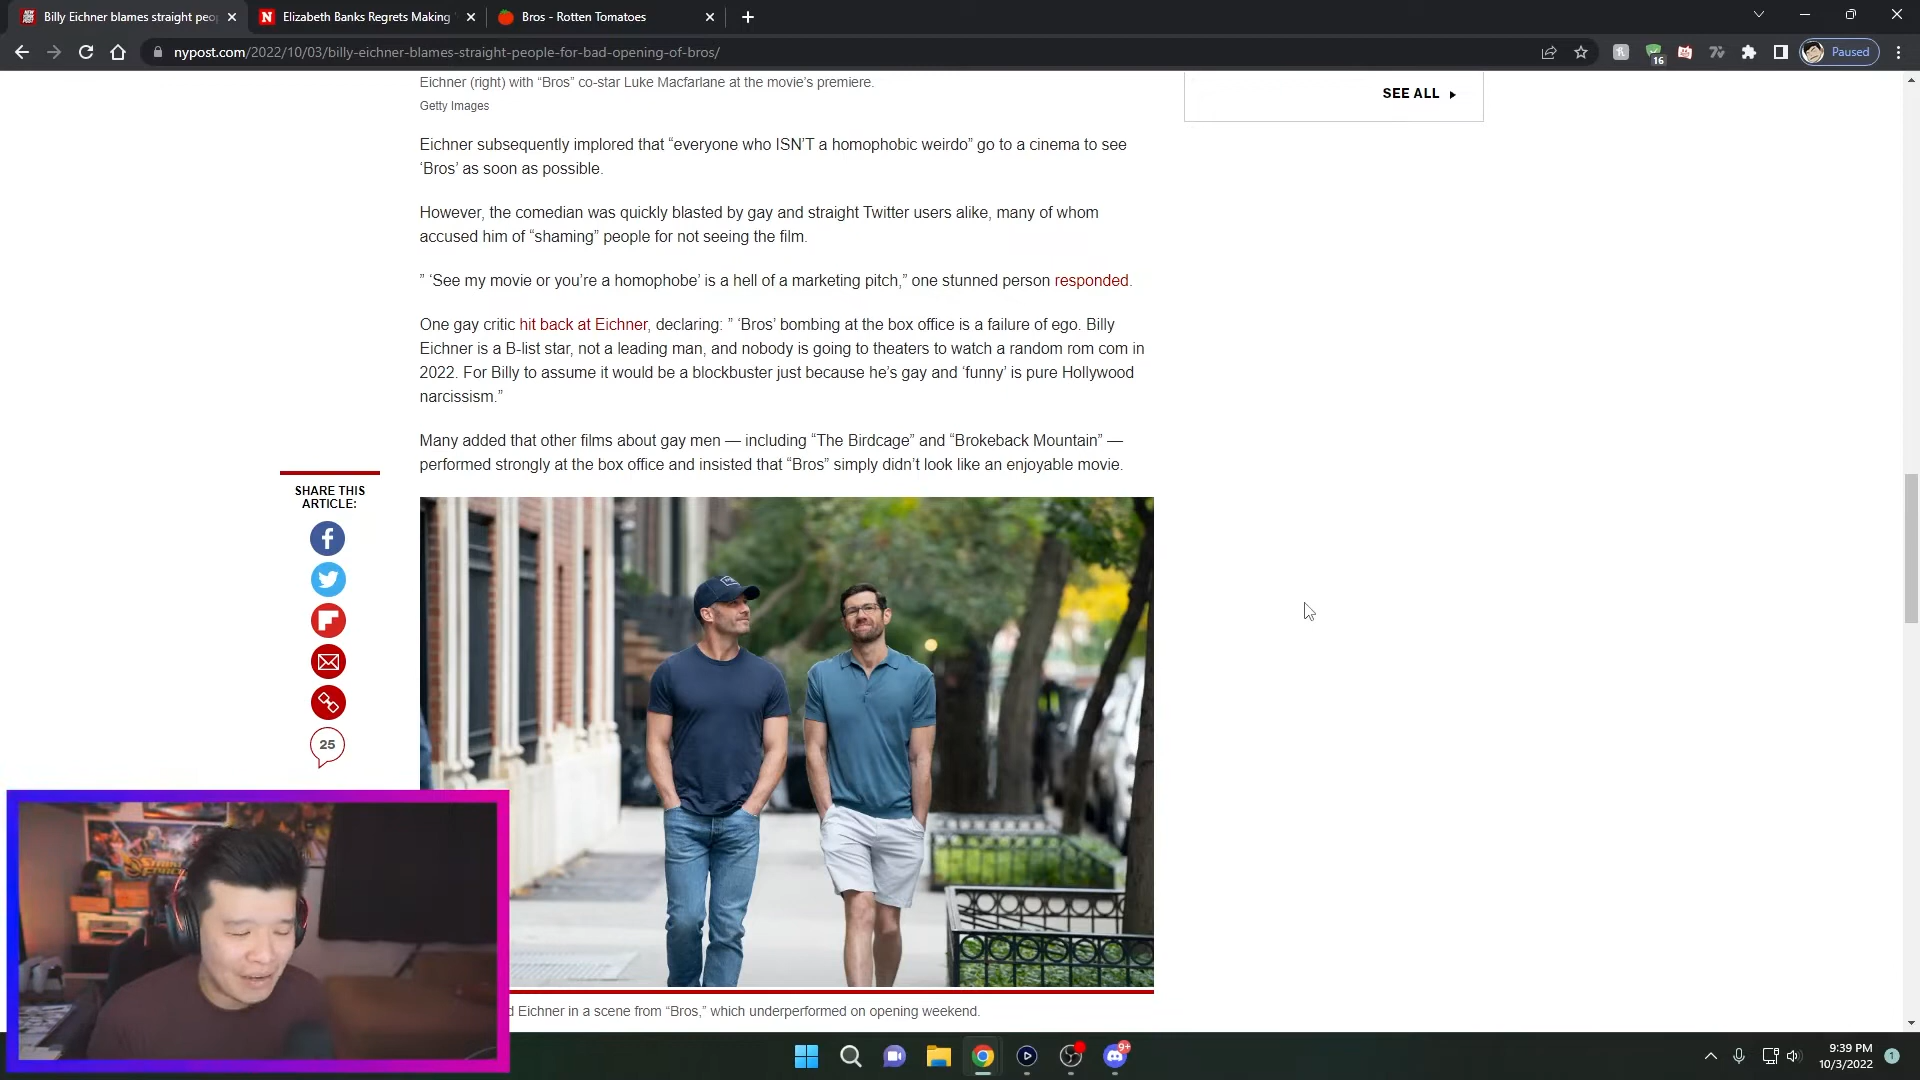 Billy Eichner blames straight peo
Elizabeth Banks Regrets Making
Bros - Rotten Tomatoes
nypost.com/2022/10/03/billy-eichner-blames-straight-people-for-bad-opening-of-bros/
16
Paused
Eichner (right) with “Bros” co-star Luke Macfarlane at the movie’s premiere.
Getty Images
SEE ALL
Eichner subsequently implored that “everyone who ISN’T a homophobic weirdo” go to a cinema to see
‘Bros’ as soon as possible.
However, the comedian was quickly blasted by gay and straight Twitter users alike, many of whom
accused him of “shaming” people for not seeing the film.
” ‘See my movie or you’re a homophobe’ is a hell of a marketing pitch,” one stunned person responded.
One gay critic hit back at Eichner, declaring: ” ‘Bros’ bombing at the box office is a failure of ego. Billy
Eichner is a B-list star, not a leading man, and nobody is going to theaters to watch a random rom com in
2022. For Billy to assume it would be a blockbuster just because he’s gay and ‘funny’ is pure Hollywood
narcissism.”
Many added that other films about gay men — including “The Birdcage” and “Brokeback Mountain” —
performed strongly at the box office and insisted that “Bros” simply didn’t look like an enjoyable movie.
SHARE THIS
ARTICLE:
25
d Eichner in a scene from “Bros,” which underperformed on opening weekend.
9+
9:39 PM
10/3/2022
1